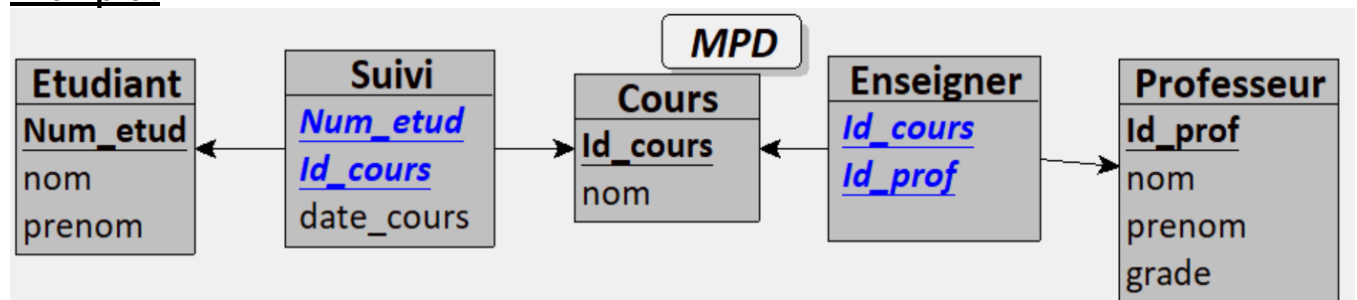 MPD
Etudiant
Num_etud
nom
prenom
Suivi
Num_etud
Id_cours
date_cours
Cours
Id_cours
nom
Enseigner
Id_cours
Id_prof
Professeur
Id_prof
nom
prenom
grade